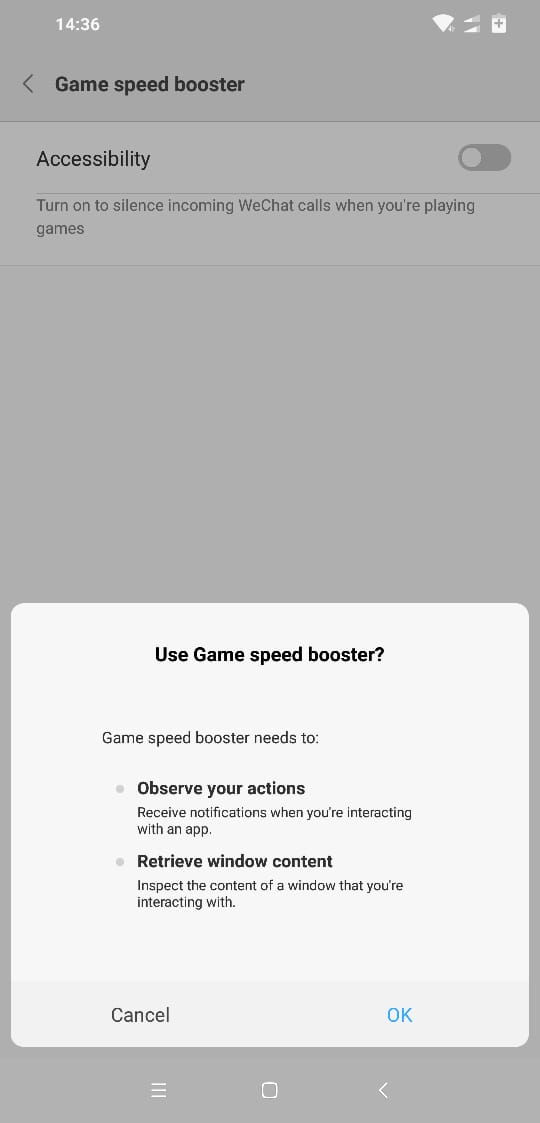 14:36
Game speed booster
Accessibility
Turn on to silence incoming WeChat calls when you're playing
games
Use Game speed booster?
Game speed booster needs to:
Observe your actions
Receive notifications when you're interacting
with an app.
Retrieve window content
Inspect the content of a window that you're
interacting with.
Cancel
OK